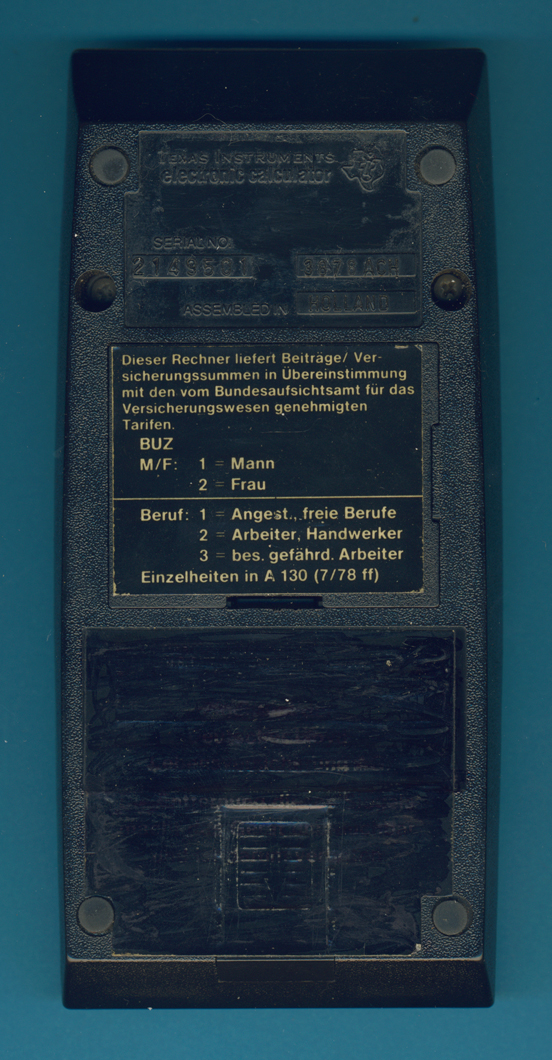 TEXAS INSTRUMENTS
electronic calculator
SERIAL NO.
ASSEMBLED IN HOLLAND
Dieser Rechner liefert Beiträge/ Ver-
sicherungssummen in Übereinstimmung
mit den vom Bundesaufsichtsamt für das
Versicherungswesen genehmigten
Tarifen.
BUZ
M/F: 1 = Mann
2 = Frau
Beruf: 1 = Angest., freie Berufe
2 = Arbeiter, Handwerker
3 = bes. gefährd. Arbeiter
Einzelheiten in A 130 (7/78 ff)